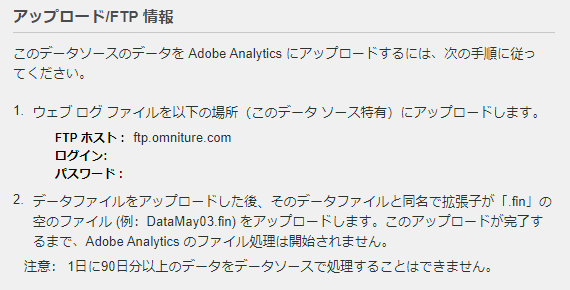 アップロード/FTP 情報
このデータソースのデータを Adobe Analytics にアップロードするには、次の手順に従っ
てください。
1. ウェブ ログ ファイルを以下の場所（このデータ ソース特有）にアップロードします。
FTP ホスト : ftp.omniture.com
ログイン:
パスワード :
2. データファイルをアップロードした後、そのデータファイルと同名で拡張子が「.fin」の
空のファイル (例: DataMay03.fin) をアップロードします。このアップロードが完了す
るまで、Adobe Analytics のファイル処理は開始されません。
注意: 1日に90日分以上のデータをデータソースで処理することはできません。